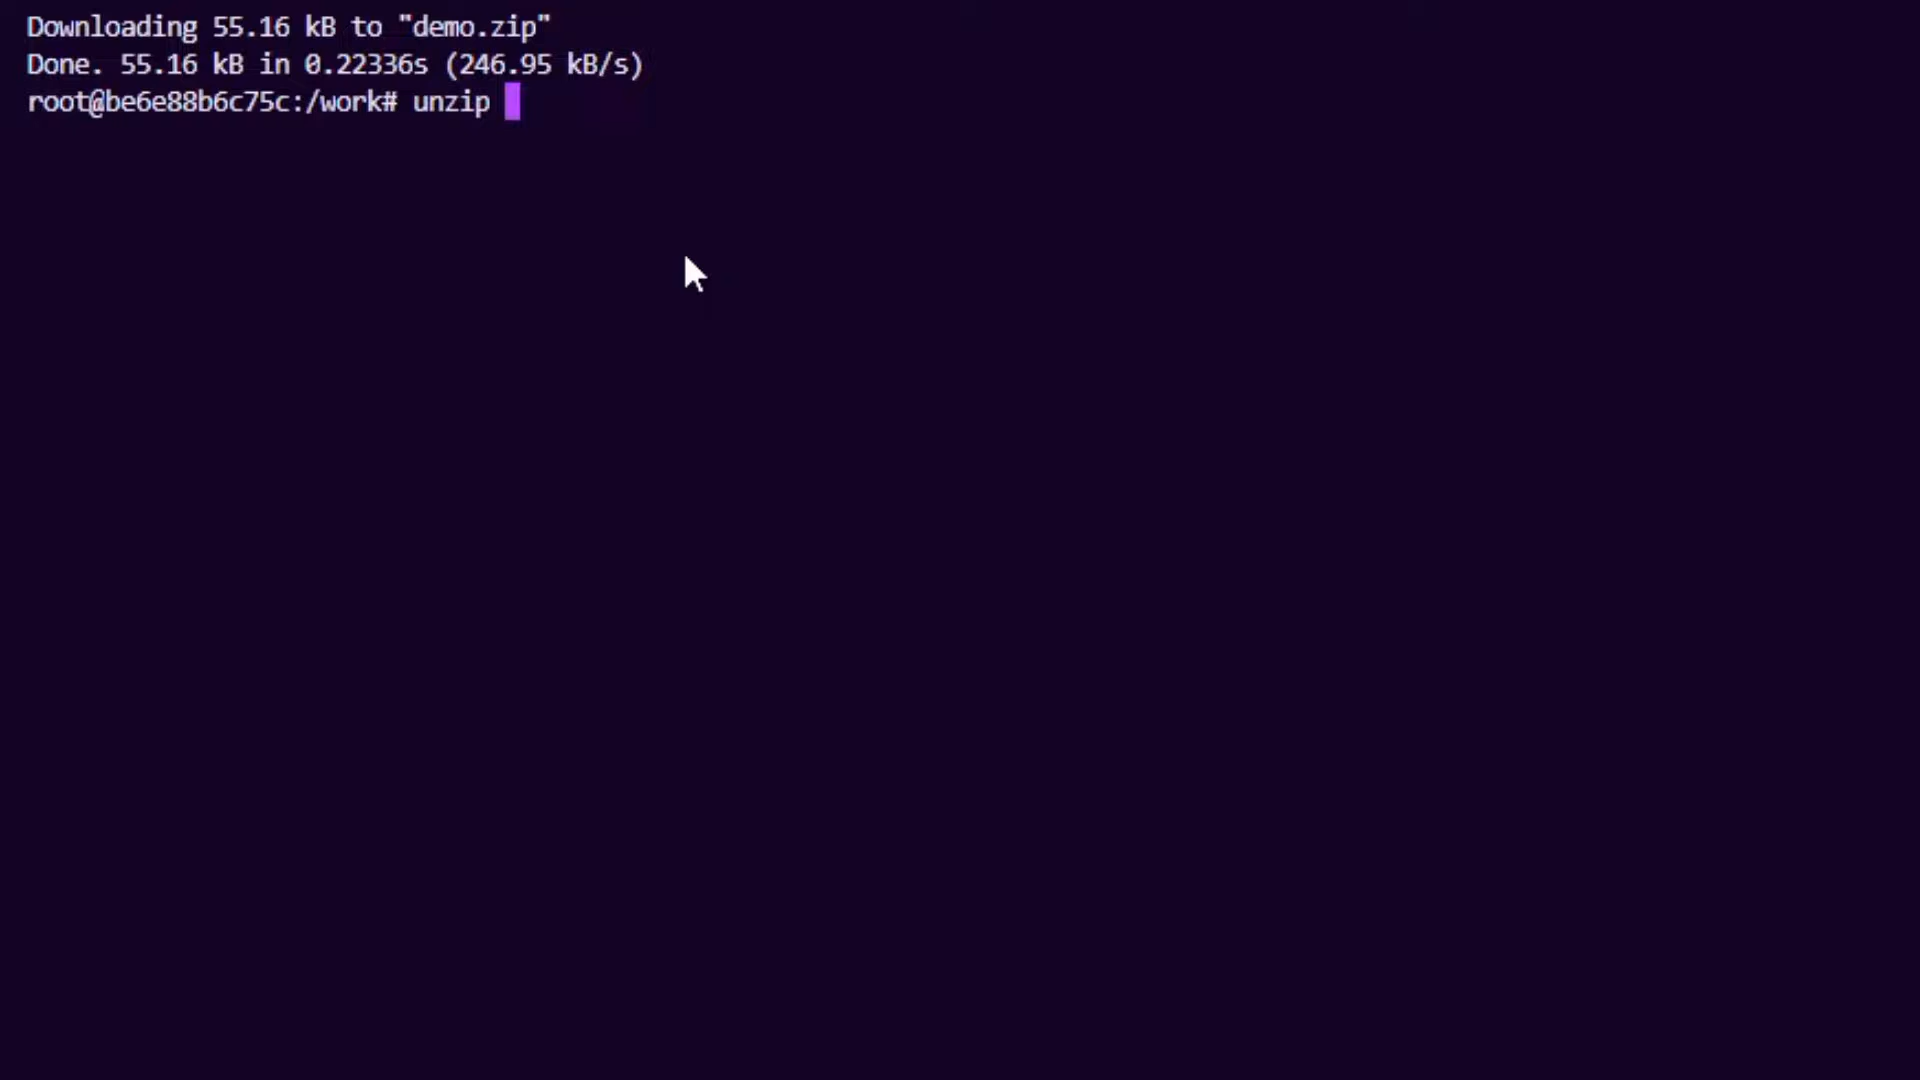 Downloading 55.16 kB to "demo.zip"
Done. 55.16 kB in 0.22336s (246.95 kB/s)
root@be6e88b6c75c:/work# unzip